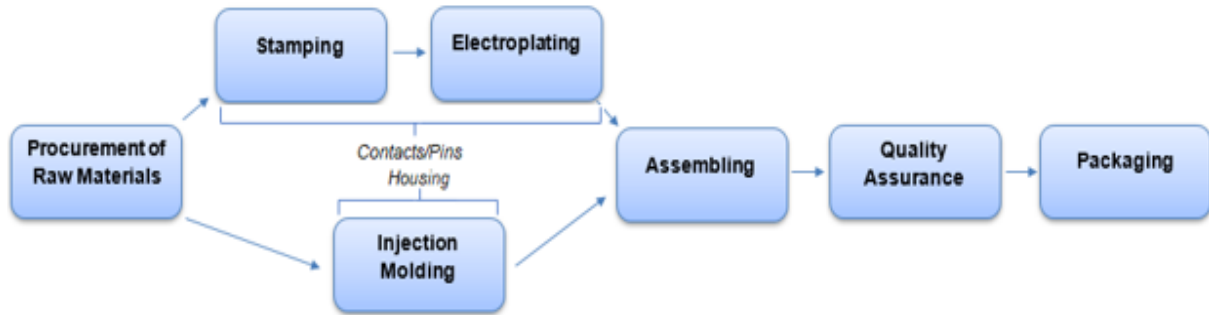 Stamping
Electroplating
Procurement of
Raw Materials
Contacts/Pins
Housing
Injection
Molding
Assembling
Quality
Assurance
Packaging